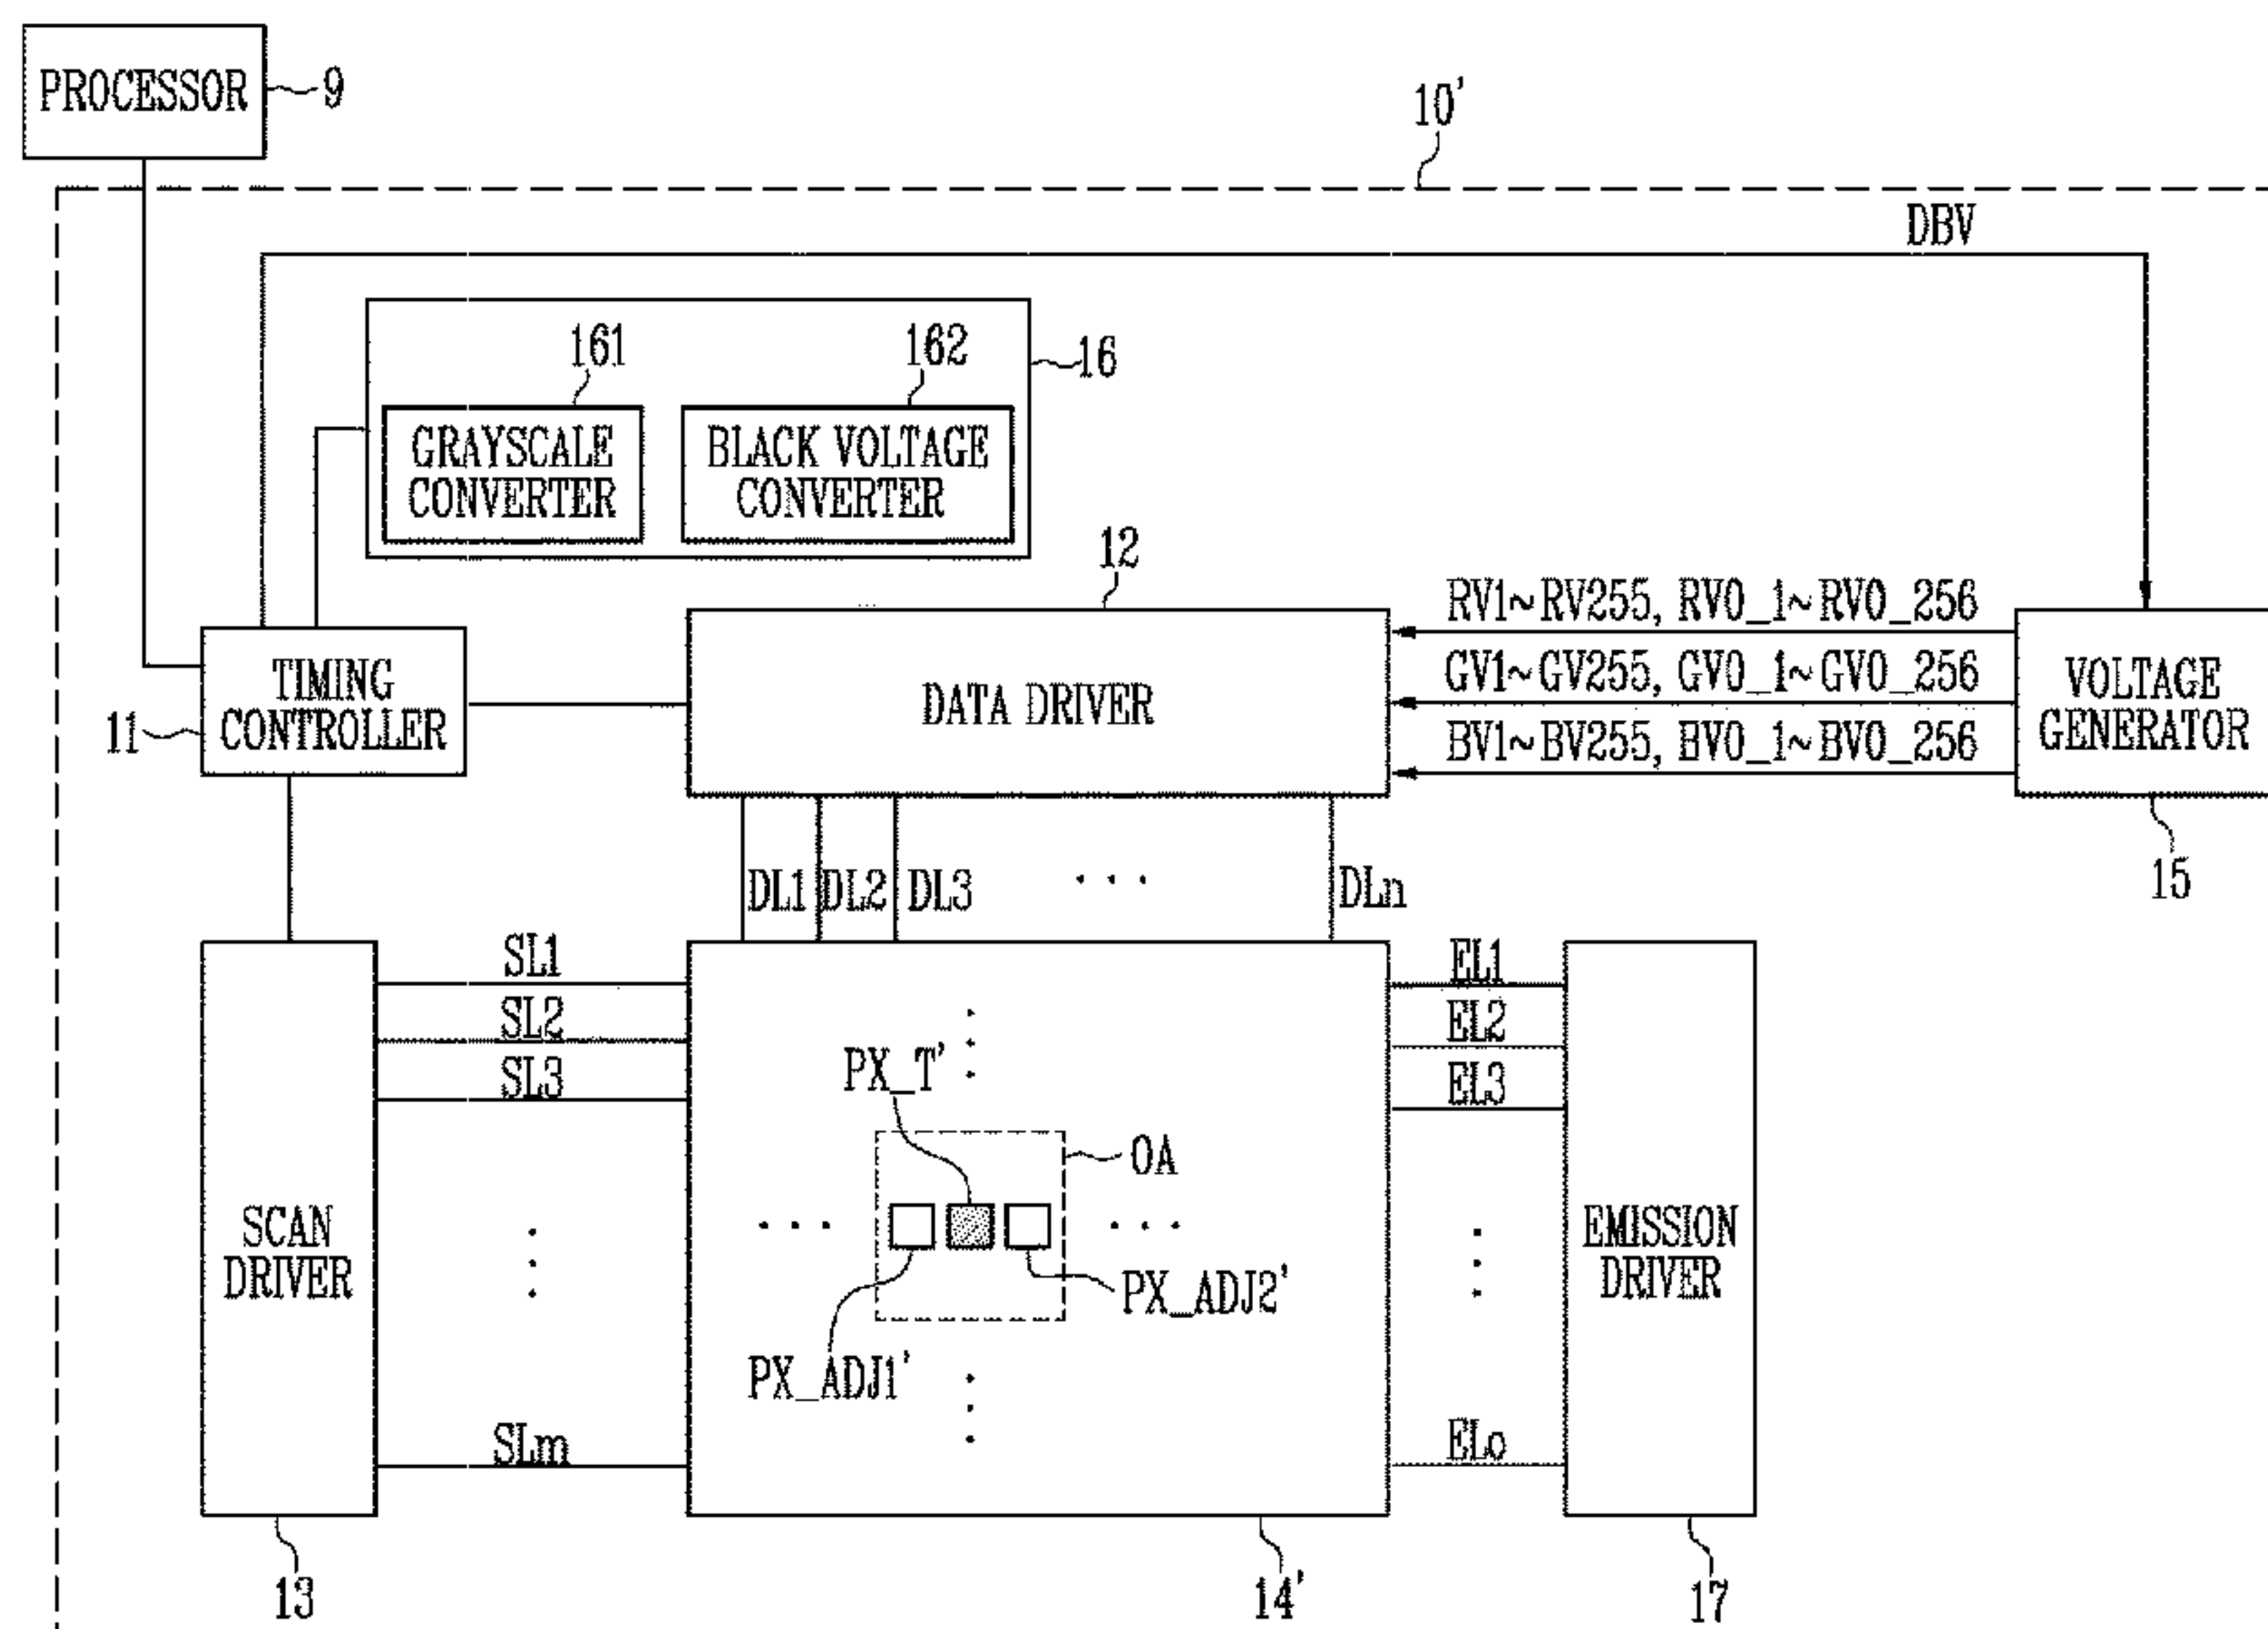 PROCESSOR
9
10'
DBV
161
162
16
GRAYSCALE
CONVERTER
BLACK VOLTAGE
CONVERTER
12
RV1~RV255, RV0_1~RV0_256
TIMING
CONTROLLER
11
DATA DRIVER
GV1~GV255, GV0_1~GV0_256
BV1~BV255, BV0_1~BV0_256
VOLTAGE
GENERATOR
15
DL1
DL2
DL3
. . .
DLn
SL1
SL2
SL3
SLm
EL1
EL2
EL3
ELo
PX_T'
OA
PX_ADJ1'
PX_ADJ2'
SCAN
DRIVER
EMISSION
DRIVER
13
14'
17